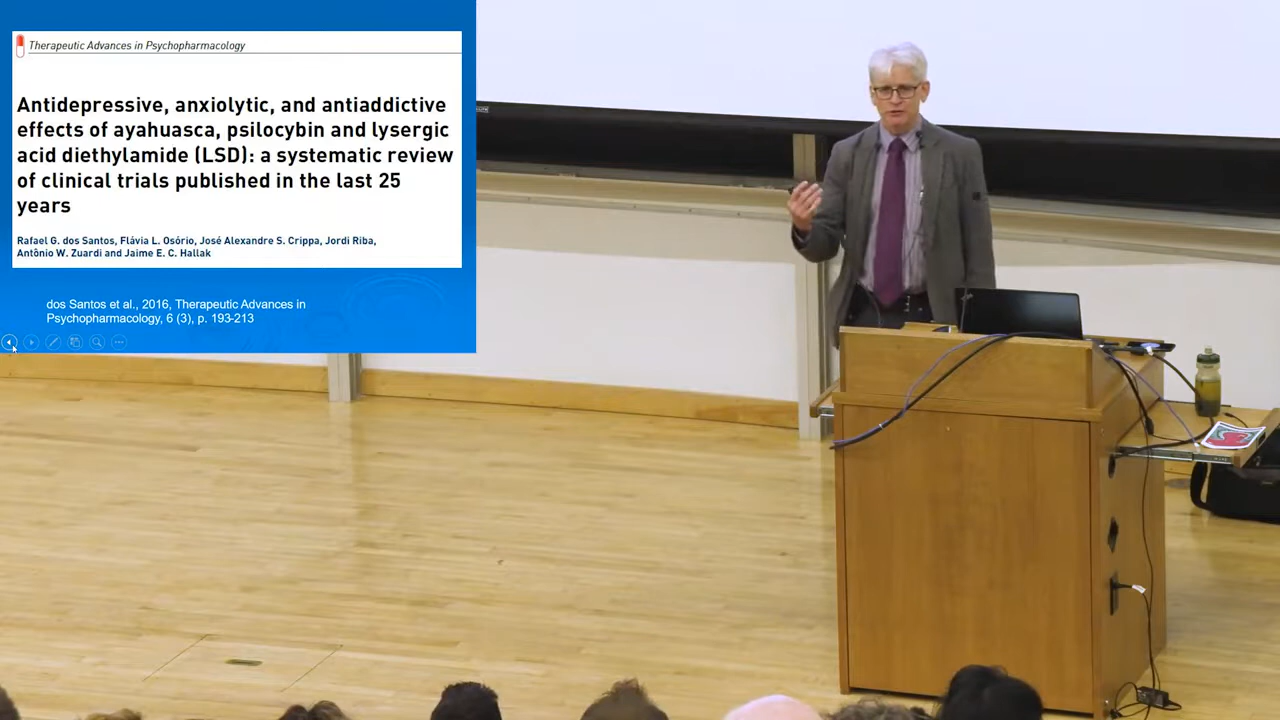 Therapeutic Advances in Psychopharmacology
Antidepressive, anxiolytic, and antiaddictive
effects of ayahuasca, psilocybin and lysergic
acid diethylamide (LSD): a systematic review
of clinical trials published in the last 25
years
Rafael G. dos Santos, Flávia L. Osório, José Alexandre S. Crippa, Jordi Riba,
Antônio W. Zuardi and Jaime E. C. Hallak
dos Santos et al., 2016, Therapeutic Advances in
Psychopharmacology, 6 (3), p. 193-213